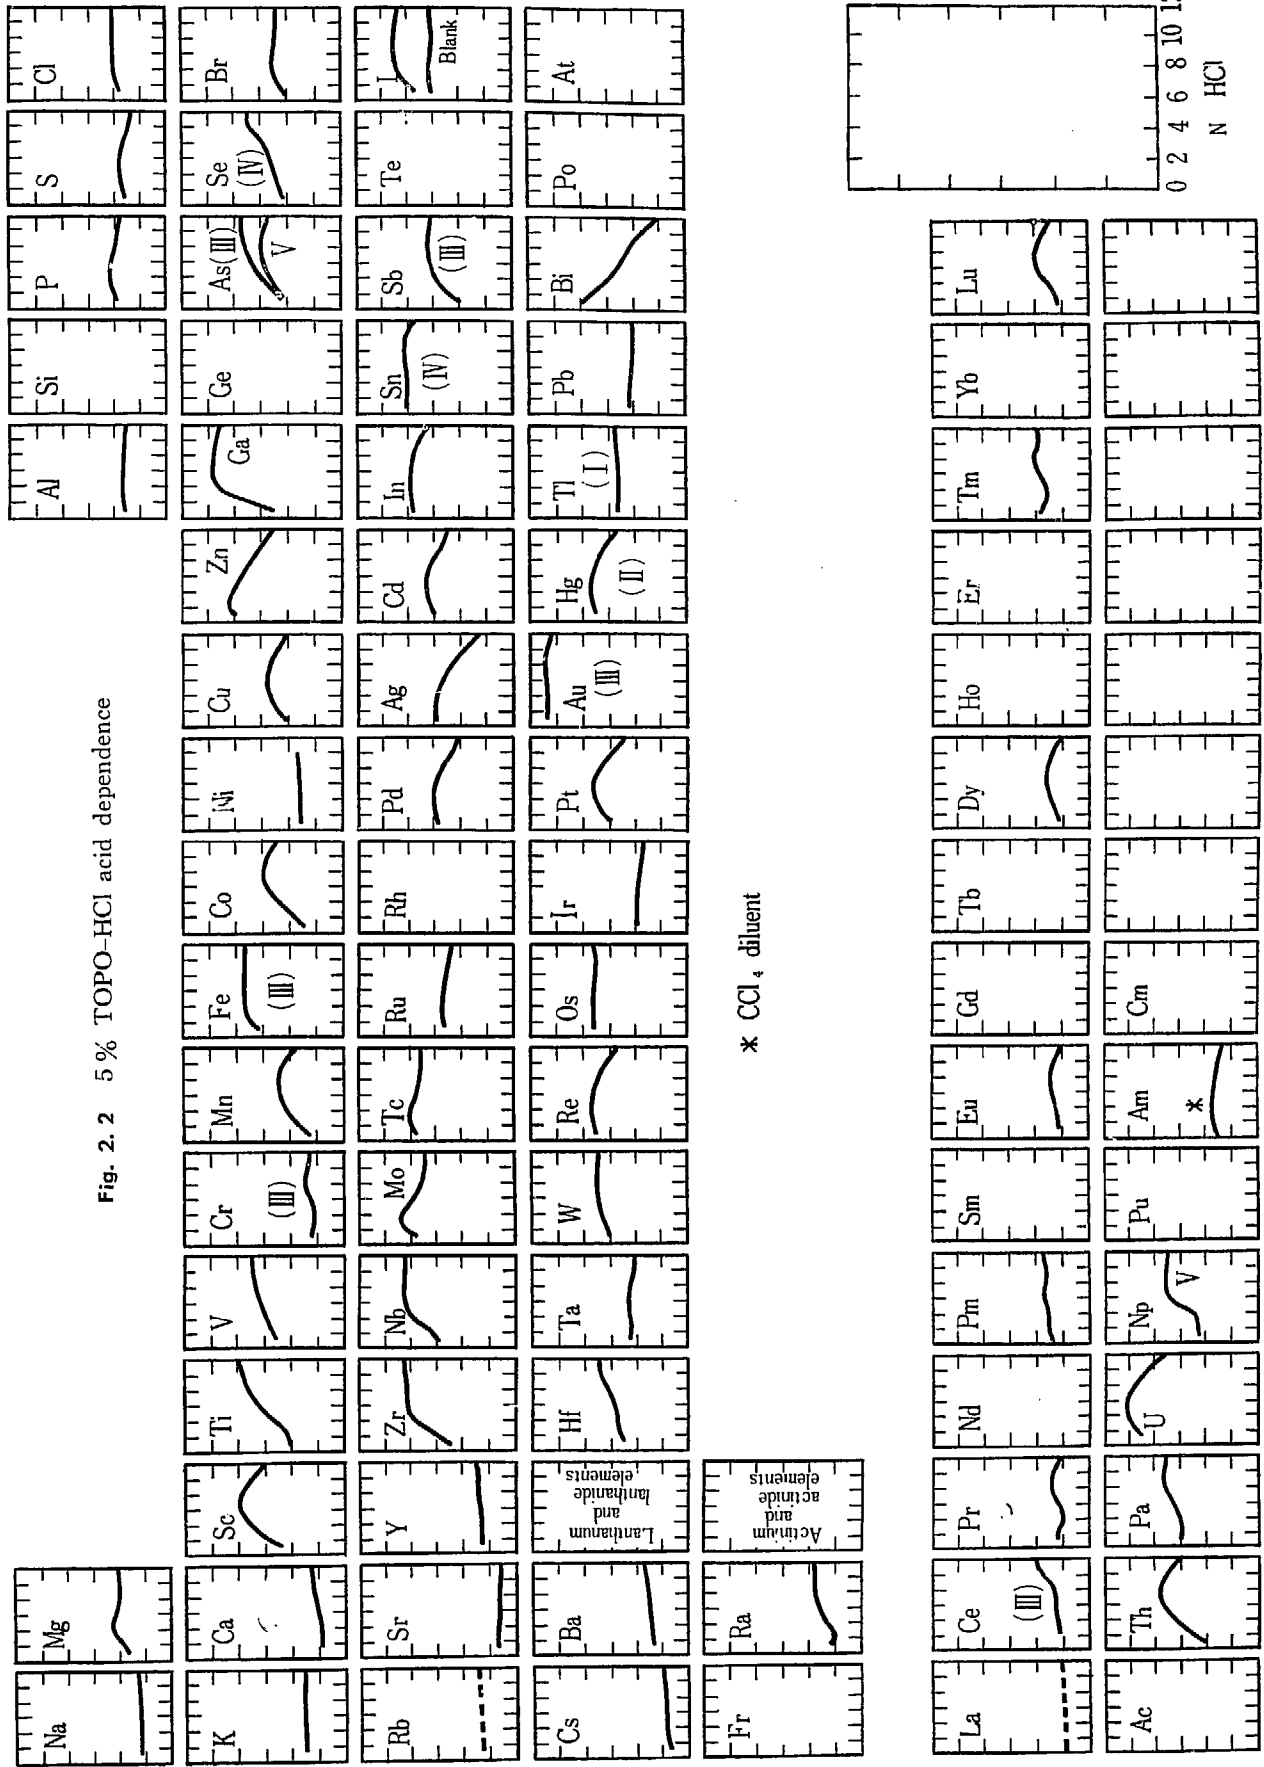 Fig. 2. 2 5% TOPO–HCl acid dependence
Na
Mg
Al
Si
P
S
Cl
K
Ca
Sc
Ti
V
Cr
(Ⅲ)
Mn
Fe
(Ⅲ)
Co
Ni
Cu
Zn
Ga
Ge
As(Ⅲ)
V
Se
(Ⅳ)
Br
Rb
Sr
Y
Zr
Nb
Mo
Tc
Ru
Rh
Pd
Ag
Cd
In
Sn
(Ⅳ)
Sb
(Ⅲ)
Te
I
Blank
Cs
Ba
Lanthanum
and
lanthanide
elements
Hf
Ta
W
Re
Os
Ir
Pt
Au
(Ⅲ)
Hg
(Ⅱ)
Tl
(Ⅰ)
Pb
Bi
Po
At
Fr
Ra
Actinium
and
actinide
elements
* CCl₄ diluent
La
Ce
(Ⅲ)
Pr
Nd
Pm
Sm
Eu
Gd
Tb
Dy
Ho
Er
Tm
Yb
Lu
Ac
Th
Pa
U
Np
V
Pu
Am
*
Cm
0 2 4 6 8 10
N HCl